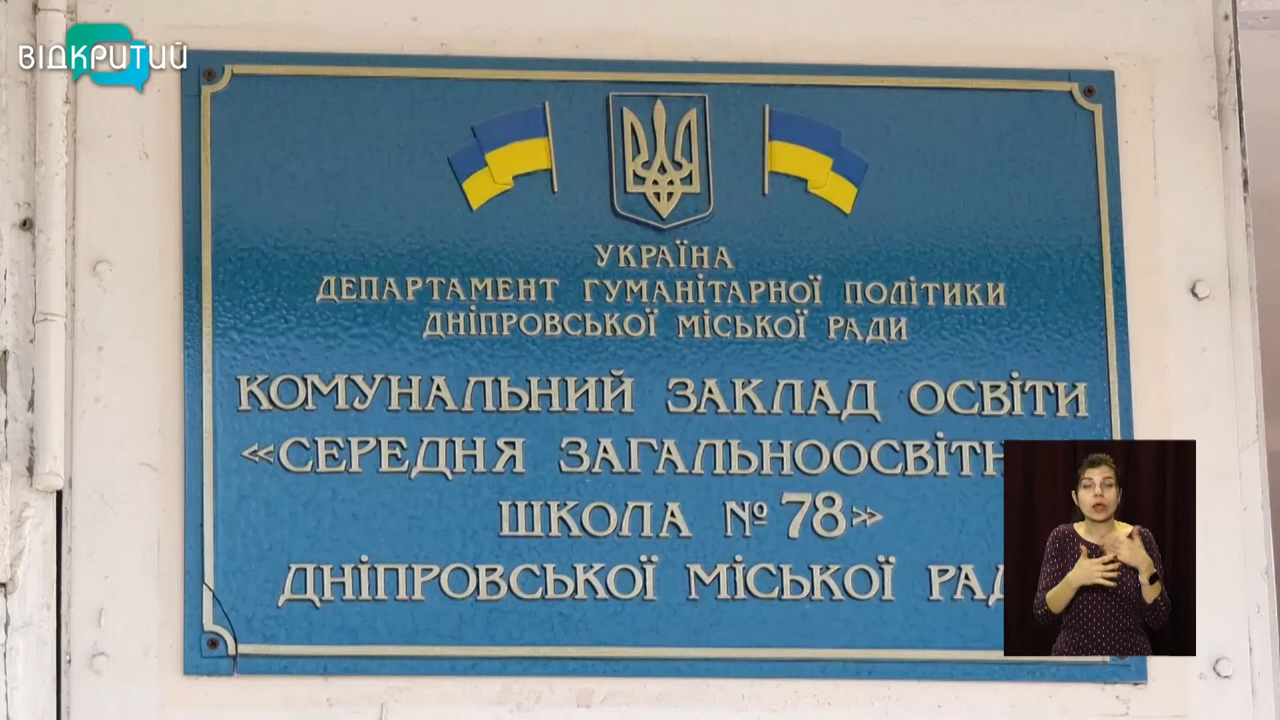 ВІДКРИТИЙ
УКРАЇНА
ДЕПАРТАМЕНТ ГУМАНІТАРНОЇ ПОЛІТИКИ
ДНІПРОВСЬКОЇ МІСЬКОЇ РАДИ
КОМУНАЛЬНИЙ ЗАКЛАД ОСВІТИ
«СЕРЕДНЯ
ШКОЛА № 78»
ДНІПРОВСЬКОЇ МІСЬКОЇ